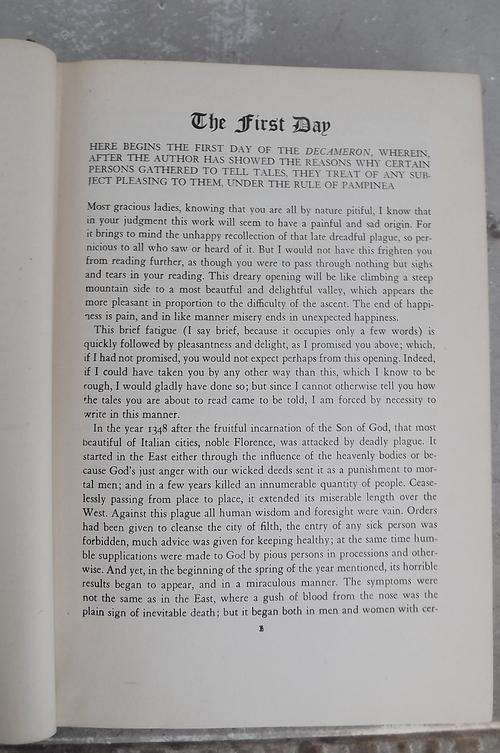 The First Day
HERE BEGINS THE FIRST DAY OF THE DECAMERON, WHEREIN,
AFTER THE AUTHOR HAS SHOWED THE REASONS WHY CERTAIN
PERSONS GATHERED TO TELL TALES, THEY TREAT OF ANY SUB-
JECT PLEASING TO THEM, UNDER THE RULE OF PAMPINEA
MOST gracious ladies, knowing that you are all by nature pitiful, I know that
in your judgment this work will seem to have a painful and sad origin. For
it brings to mind the unhappy recollection of that late dreadful plague, so per-
nicious to all who saw or heard of it. But I would not have this frighten you
from reading further, as though you were to pass through nothing but sighs
and tears in your reading. This dreary opening will be like climbing a steep
mountain side to a most beautiful and delightful valley, which appears the
more pleasant in proportion to the difficulty of the ascent. The end of happi-
ness is pain, and in like manner misery ends in unexpected happiness.
This brief fatigue (I say brief, because it occupies only a few words) is
quickly followed by pleasantness and delight, as I promised you above; which,
if I had not promised, you would not expect perhaps from this opening. Indeed,
if I could have taken you by any other way than this, which I know to be
rough, I would gladly have done so; but since I cannot otherwise tell you how
the tales you are about to read came to be told, I am forced by necessity to
write in this manner.
In the year 1348 after the fruitful incarnation of the Son of God, that most
beautiful of Italian cities, noble Florence, was attacked by deadly plague. It
started in the East either through the influence of the heavenly bodies or be-
cause God's just anger with our wicked deeds sent it as a punishment to mor-
tal men; and in a few years killed an innumerable quantity of people. Cease-
lessly passing from place to place, it extended its miserable length over the
West. Against this plague all human wisdom and foresight were vain. Orders
had been given to cleanse the city of filth, the entry of any sick person was
forbidden, much advice was given for keeping healthy; at the same time hum-
ble supplications were made to God by pious persons in processions and other-
wise. And yet, in the beginning of the spring of the year mentioned, its horrible
results began to appear, and in a miraculous manner. The symptoms were
not the same as in the East, where a gush of blood from the nose was the
plain sign of inevitable death; but it began both in men and women with cer-